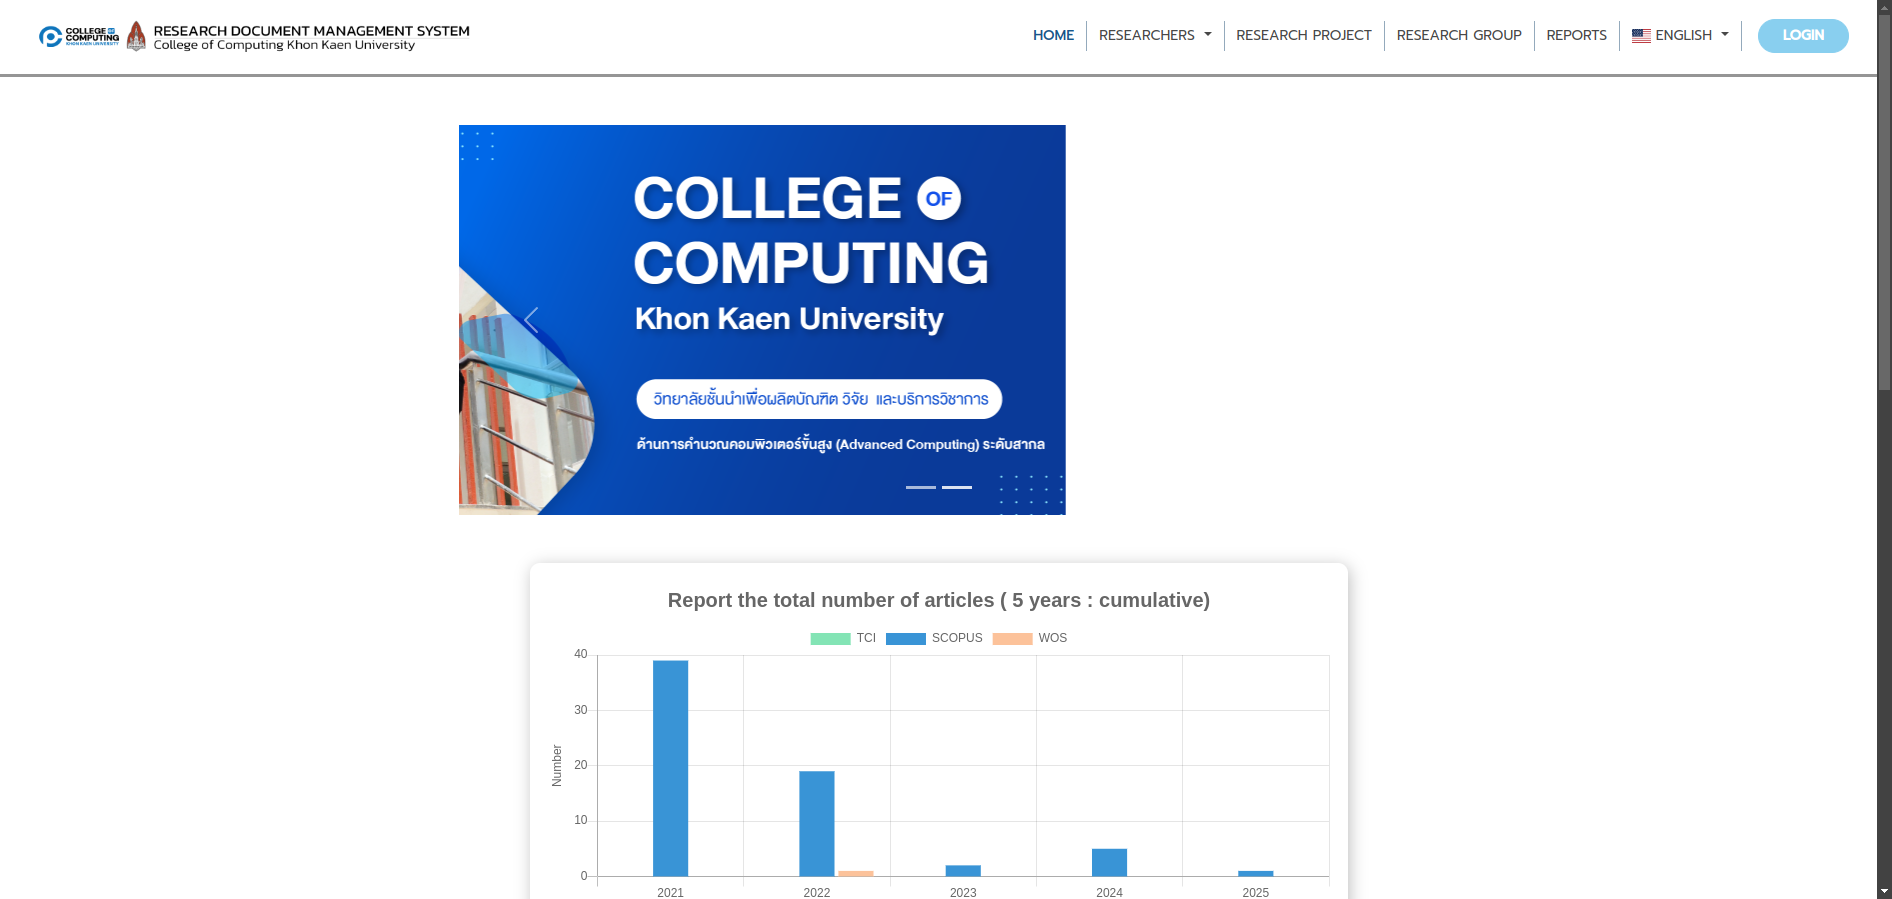 COLLEGE OF
COMPUTING
KHON KAEN UNIVERSITY
RESEARCH DOCUMENT MANAGEMENT SYSTEM
College of Computing Khon Kaen University
HOME
RESEARCHERS
RESEARCH PROJECT
RESEARCH GROUP
REPORTS
ENGLISH
LOGIN
COLLEGE OF
COMPUTING
Khon Kaen University
วิทยาลัยชั้นนำเพื่อผลิตบัณฑิต วิจัย และบริการวิชาการ
ด้านการคำนวณคอมพิวเตอร์ขั้นสูง (Advanced Computing) ระดับสากล
Report the total number of articles ( 5 years : cumulative)
TCI
SCOPUS
WOS
Number
40
30
20
10
0
2021
2022
2023
2024
2025